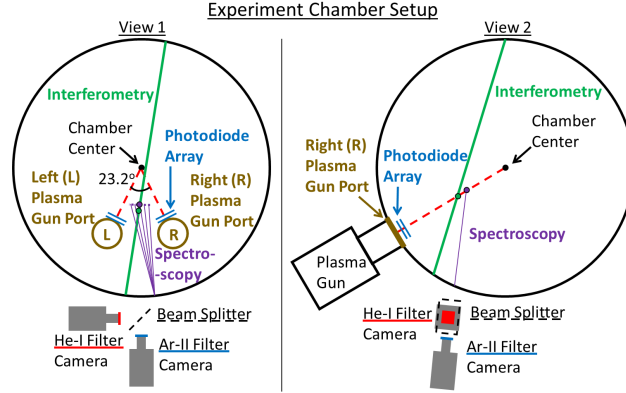 Experiment Chamber Setup
View 1
Interferometry
Chamber
Center
Photodiode
Array
Left (L)
Plasma
Gun Port
23.2°
Right (R)
Plasma
Gun Port
L
R
Spectro-
-scopy
Beam Splitter
He-I Filter
Camera
Ar-II Filter
Camera
View 2
Interferometry
Chamber
Center
Right (R)
Plasma
Gun Port
Photodiode
Array
Spectroscopy
Plasma
Gun
He-I Filter
Camera
Beam Splitter
Ar-II Filter
Camera